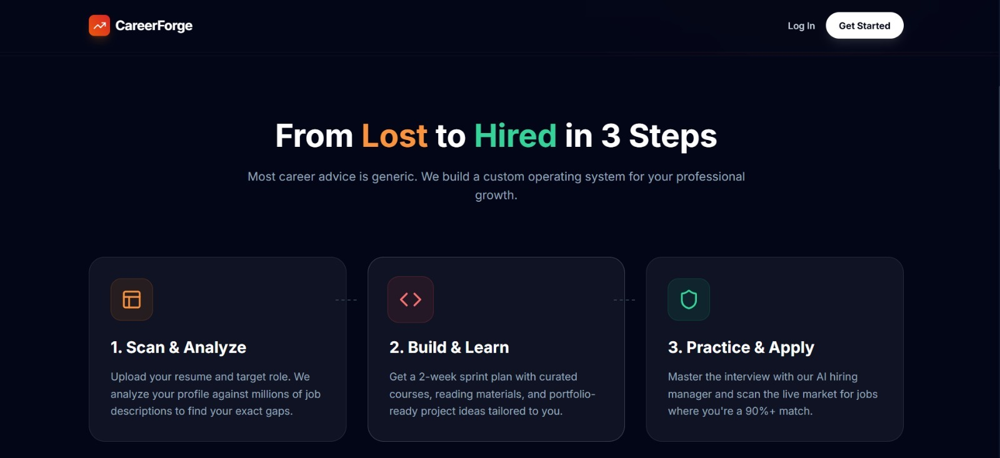 CareerForge
Log In
Get Started
From Lost to Hired in 3 Steps
Most career advice is generic. We build a custom operating system for your professional
growth.
1. Scan & Analyze
Upload your resume and target role. We
analyze your profile against millions of job
descriptions to find your exact gaps.
2. Build & Learn
Get a 2-week sprint plan with curated
courses, reading materials, and portfolio-
ready project ideas tailored to you.
3. Practice & Apply
Master the interview with our AI hiring
manager and scan the live market for jobs
where you're a 90%+ match.